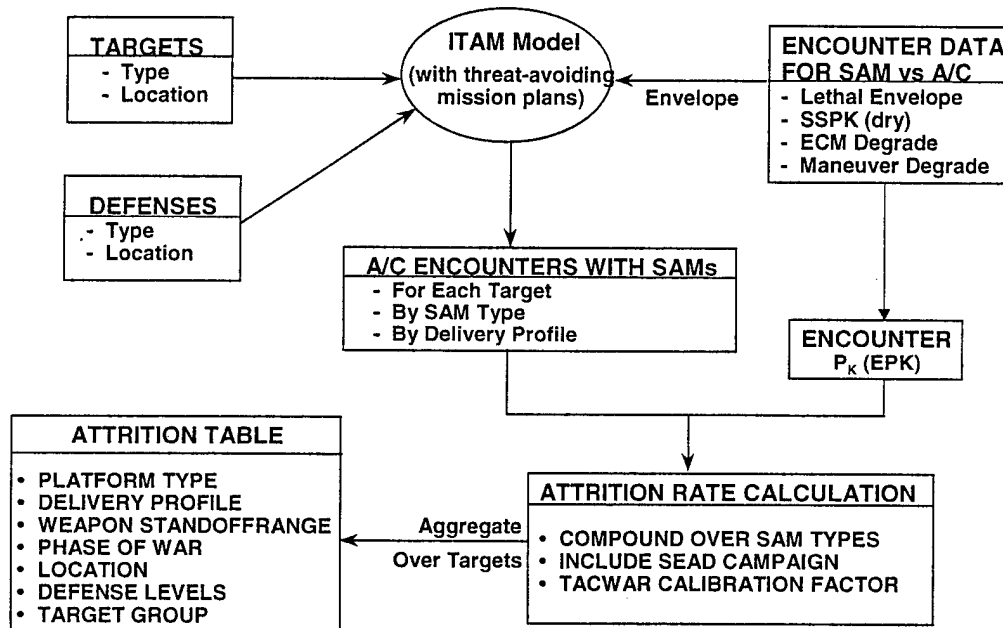 TARGETS
- Type
- Location
ITAM Model
(with threat-avoiding
mission plans)
ENCOUNTER DATA
FOR SAM vs A/C
- Lethal Envelope
- SSPK (dry)
- ECM Degrade
- Maneuver Degrade
Envelope
DEFENSES
- Type
- Location
A/C ENCOUNTERS WITH SAMs
- For Each Target
- By SAM Type
- By Delivery Profile
ENCOUNTER
PK (EPK)
ATTRITION TABLE
• PLATFORM TYPE
• DELIVERY PROFILE
• WEAPON STANDOFFRANGE
• PHASE OF WAR
• LOCATION
• DEFENSE LEVELS
• TARGET GROUP
Aggregate
Over Targets
ATTRITION RATE CALCULATION
• COMPOUND OVER SAM TYPES
• INCLUDE SEAD CAMPAIGN
• TACWAR CALIBRATION FACTOR